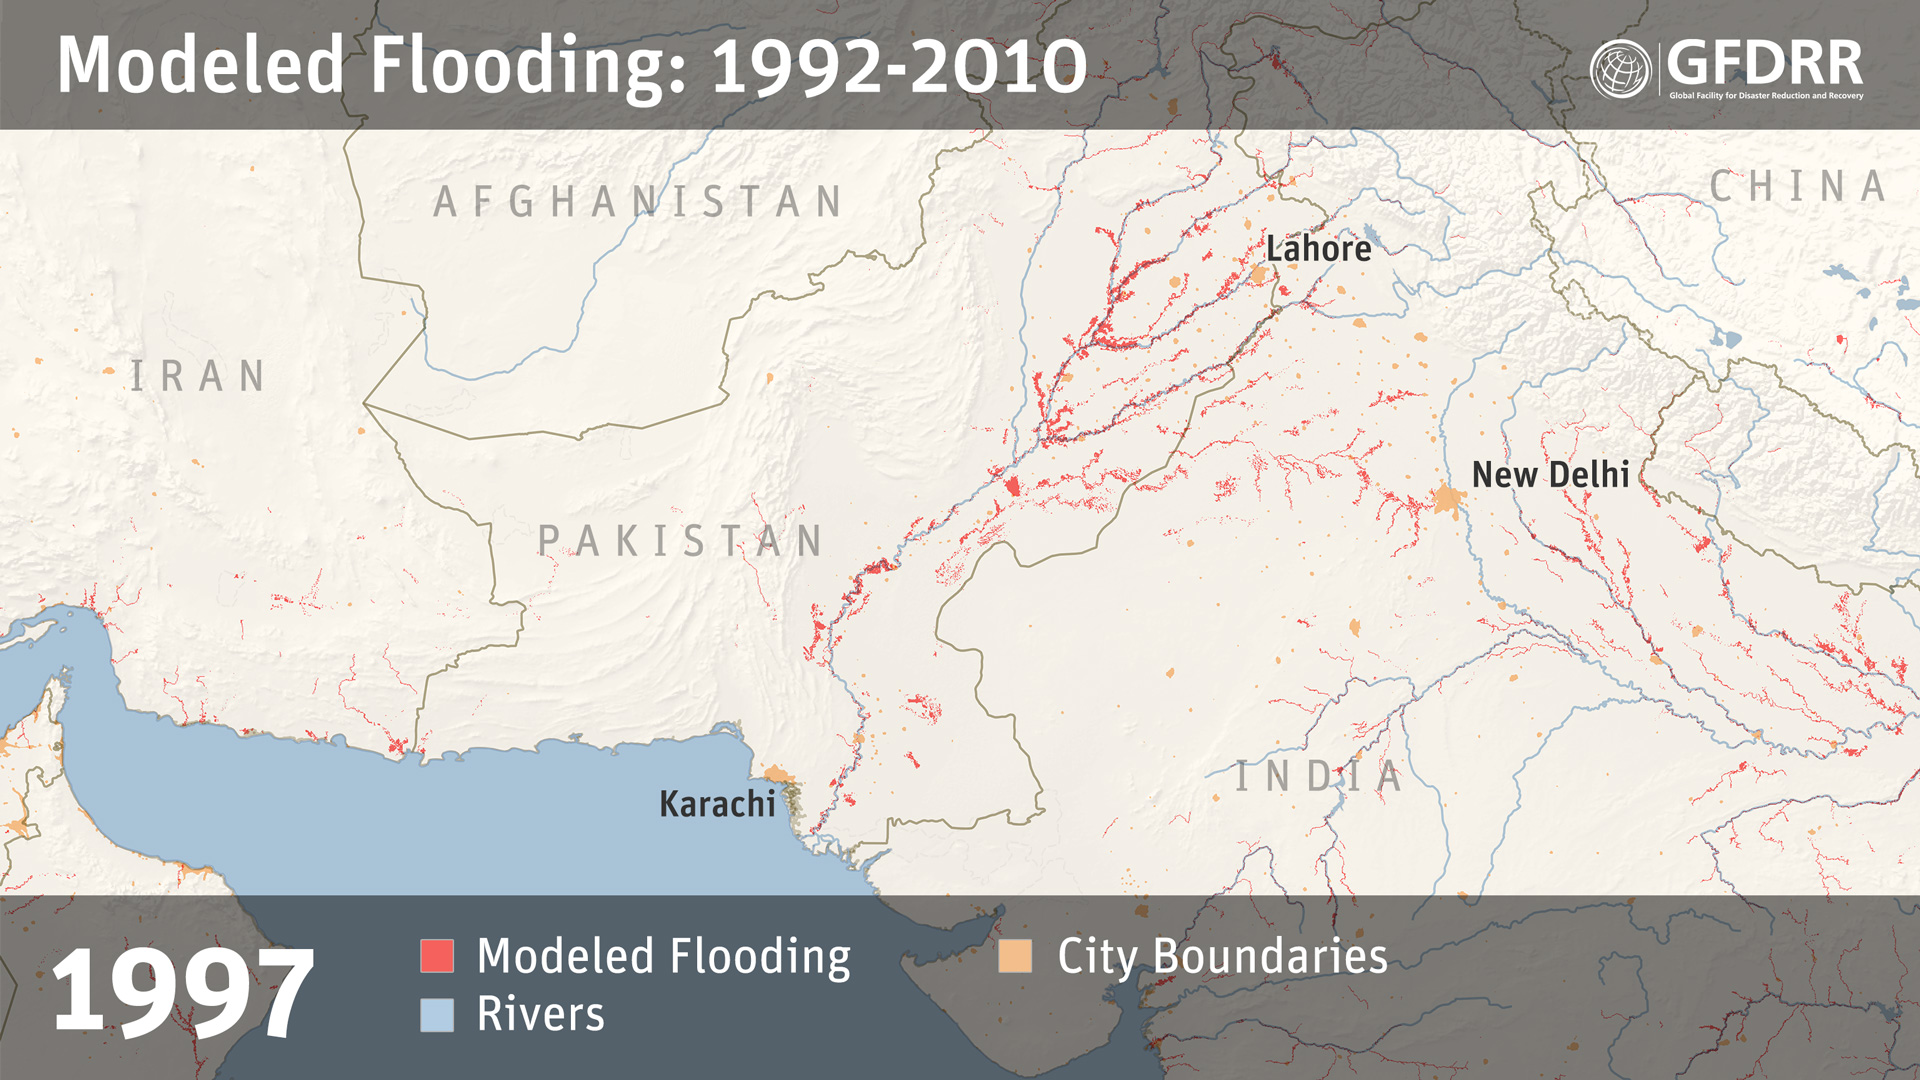 Modeled Flooding: 1992-2010
GFDRR
Global Facility for Disaster Reduction and Recovery
AFGHANISTAN
CHINA
Lahore
IRAN
New Delhi
PAKISTAN
INDIA
Karachi
1997
Modeled Flooding
City Boundaries
Rivers